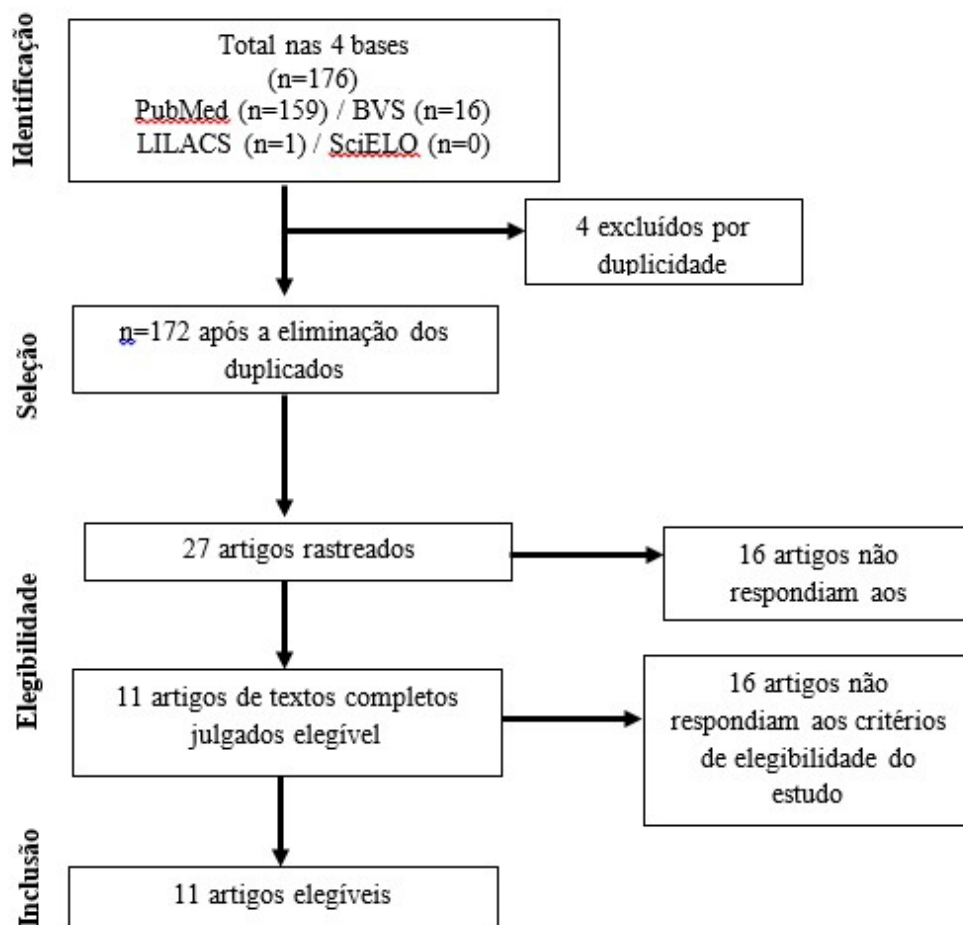 Identificação
Total nas 4 bases
(n=176)
PubMed (n=159) / BVS (n=16)
LILACS (n=1) / SciELO (n=0)
4 excluídos por
duplicidade
Seleção
n=172 após a eliminação dos
duplicados
Elegibilidade
27 artigos rastreados
16 artigos não
respondiam aos
11 artigos de textos completos
julgados elegível
16 artigos não
respondiam aos critérios
de elegibilidade do
estudo
Inclusão
11 artigos elegíveis